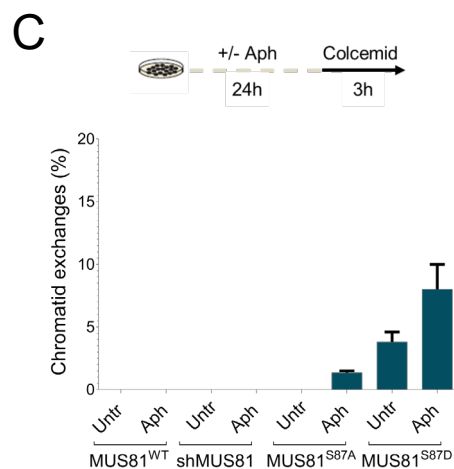 C
+/- Aph Colcemid
24h 3h
Chromatid exchanges (%)
20
15
10
5
0
Untr Aph Untr Aph Untr Aph Untr Aph
MUS81WT shMUS81 MUS81S87A MUS81S87D